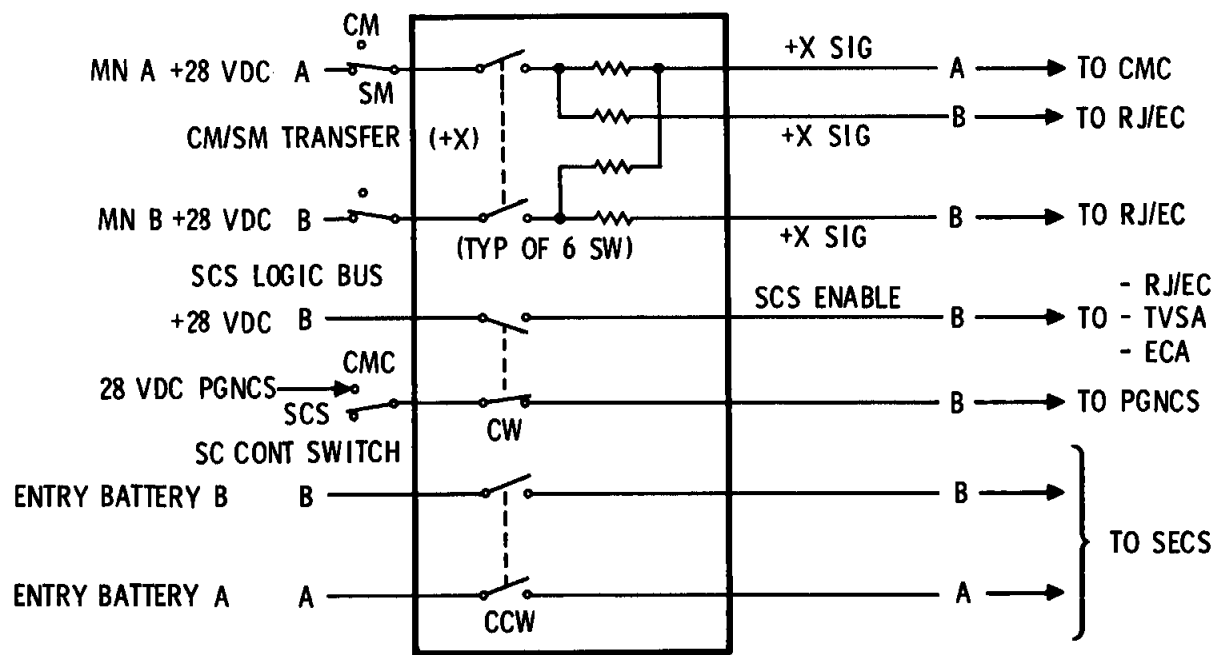 CM
MN A +28 VDC A
SM
+X SIG
A
TO CMC
CM/SM TRANSFER
(+X)
+X SIG
B
TO RJ/EC
MN B +28 VDC B
(TYP OF 6 SW)
+X SIG
B
TO RJ/EC
SCS LOGIC BUS
+28 VDC B
SCS ENABLE
B
TO
- RJ/EC
- TVSA
- ECA
CMC
28 VDC PGNCS
SCS
CW
B
TO PGNCS
SC CONT SWITCH
ENTRY BATTERY B B
B
TO SECS
ENTRY BATTERY A A
CCW
A